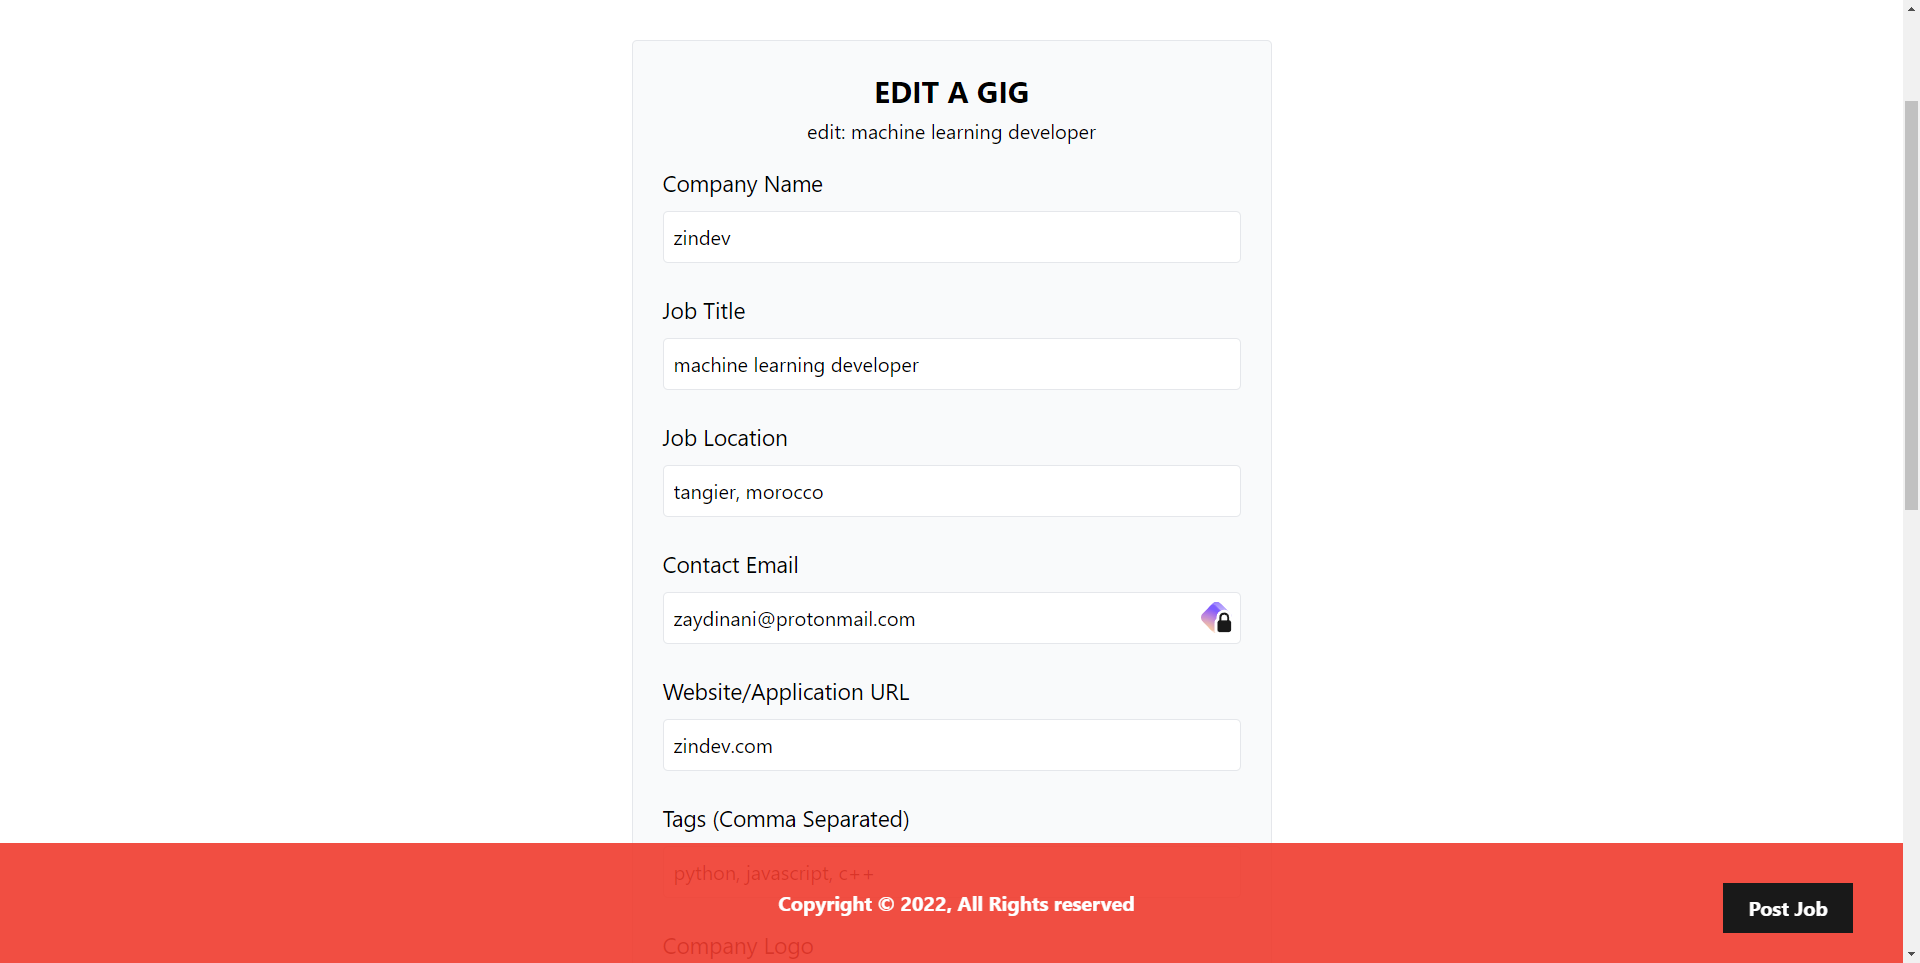 EDIT A GIG
edit: machine learning developer
Company Name
zindev
Job Title
machine learning developer
Job Location
tangier, morocco
Contact Email
zaydinani@protonmail.com
Website/Application URL
zindev.com
Tags (Comma Separated)
python, javascript, c++
Copyright © 2022, All Rights reserved
Post Job
Company Logo